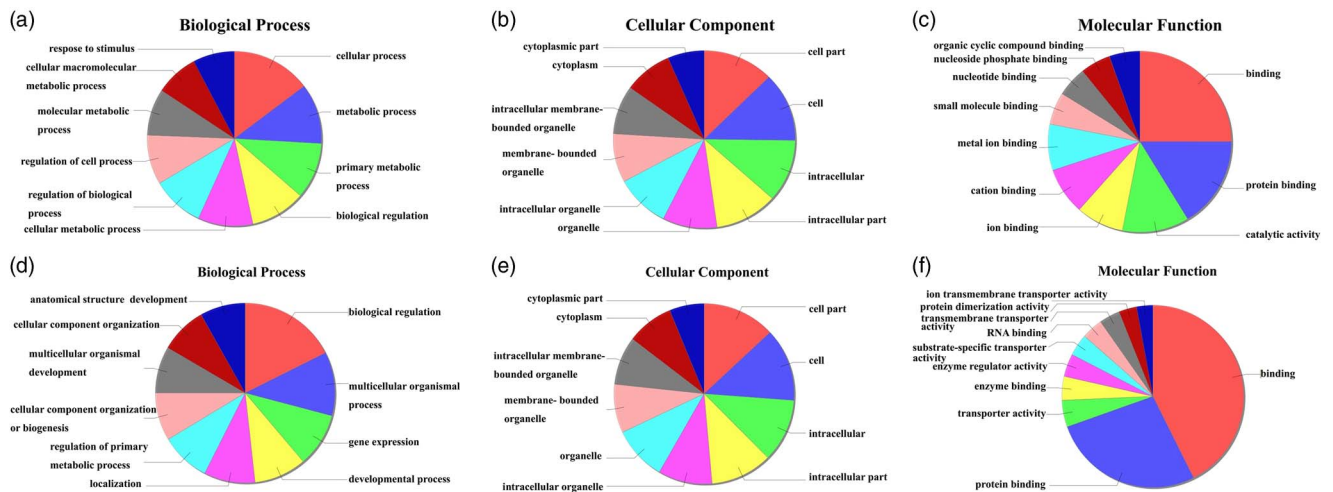 (a)
Biological Process
respose to stimulus
cellular macromolecular
metabolic process
molecular metabolic
process
regulation of cell process
regulation of biological
process
cellular metabolic process
cellular process
metabolic process
primary metabolic
process
biological regulation
(b)
Cellular Component
cytoplasmic part
cytoplasm
intracellular membrane-
bounded organelle
membrane- bounded
organelle
intracellular organelle
organelle
cell part
cell
intracellular
intracellular part
(c)
Molecular Function
organic cyclic compound binding
nucleoside phosphate binding
nucleotide binding
small molecule binding
metal ion binding
cation binding
ion binding
binding
protein binding
catalytic activity
(d)
Biological Process
anatomical structure development
cellular component organization
multicellular organismal
development
cellular component organization
or biogenesis
regulation of primary
metabolic process
localization
biological regulation
multicellular organismal
process
gene expression
developmental process
(e)
Cellular Component
cytoplasmic part
cytoplasm
intracellular membrane-
bounded organelle
membrane- bounded
organelle
organelle
intracellular organelle
cell part
cell
intracellular
intracellular part
(f)
Molecular Function
ion transmembrane transporter activity
protein dimerization activity
transmembrane transporter
activity
RNA binding
substrate-specific transporter
activity
enzyme regulator activity
enzyme binding
transporter activity
protein binding
binding